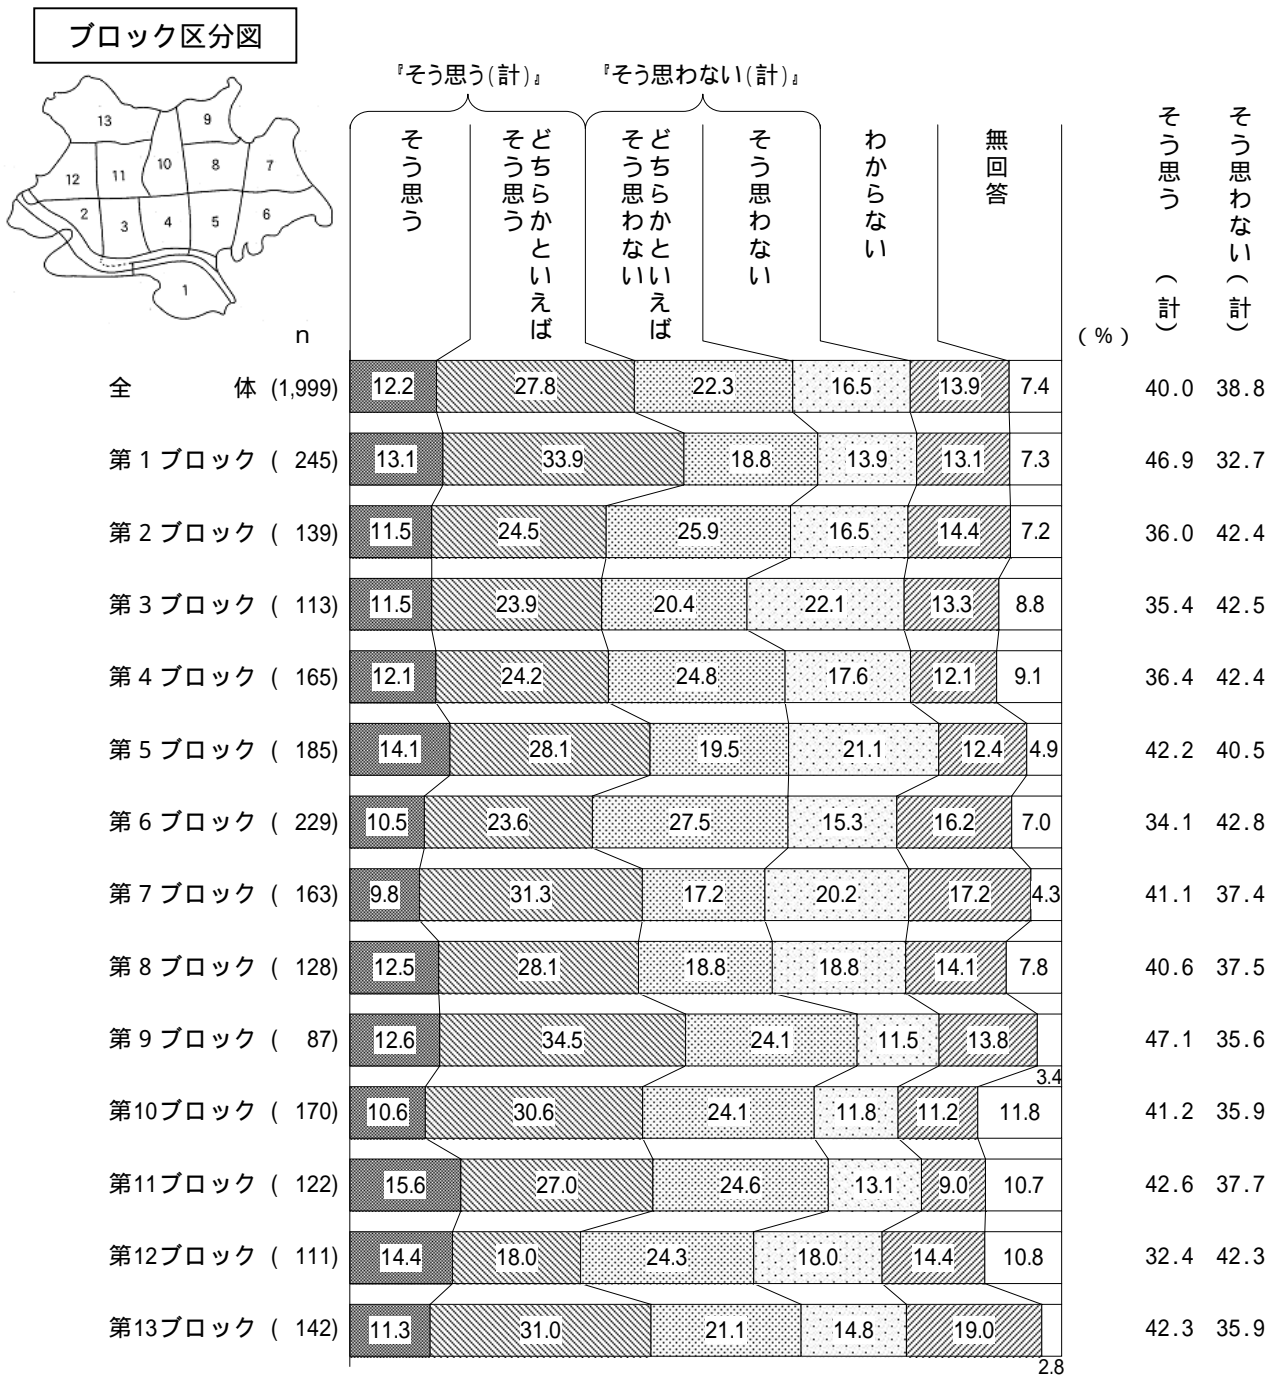 ブロック区分図
13
9
10
8
7
12
11
2
3
4
5
6
1
『そう思う(計)』
『そう思わない(計)』
そう思う
どちらかといえば
そう思う
どちらかといえば
そう思わない
そう思わない
わからない
無回答
そう思う(計)
そう思わない(計)
n
(%)
全体 (1,999) 12.2 27.8 22.3 16.5 13.9 7.4 40.0 38.8
第1ブロック ( 245) 13.1 33.9 18.8 13.9 13.1 7.3 46.9 32.7
第2ブロック ( 139) 11.5 24.5 25.9 16.5 14.4 7.2 36.0 42.4
第3ブロック ( 113) 11.5 23.9 20.4 22.1 13.3 8.8 35.4 42.5
第4ブロック ( 165) 12.1 24.2 24.8 17.6 12.1 9.1 36.4 42.4
第5ブロック ( 185) 14.1 28.1 19.5 21.1 12.4 4.9 42.2 40.5
第6ブロック ( 229) 10.5 23.6 27.5 15.3 16.2 7.0 34.1 42.8
第7ブロック ( 163) 9.8 31.3 17.2 20.2 17.2 4.3 41.1 37.4
第8ブロック ( 128) 12.5 28.1 18.8 18.8 14.1 7.8 40.6 37.5
第9ブロック ( 87) 12.6 34.5 24.1 11.5 13.8 3.4 47.1 35.6
第10ブロック ( 170) 10.6 30.6 24.1 11.8 11.2 11.8 41.2 35.9
第11ブロック ( 122) 15.6 27.0 24.6 13.1 9.0 10.7 42.6 37.7
第12ブロック ( 111) 14.4 18.0 24.3 18.0 14.4 10.8 32.4 42.3
第13ブロック ( 142) 11.3 31.0 21.1 14.8 19.0 2.8 42.3 35.9